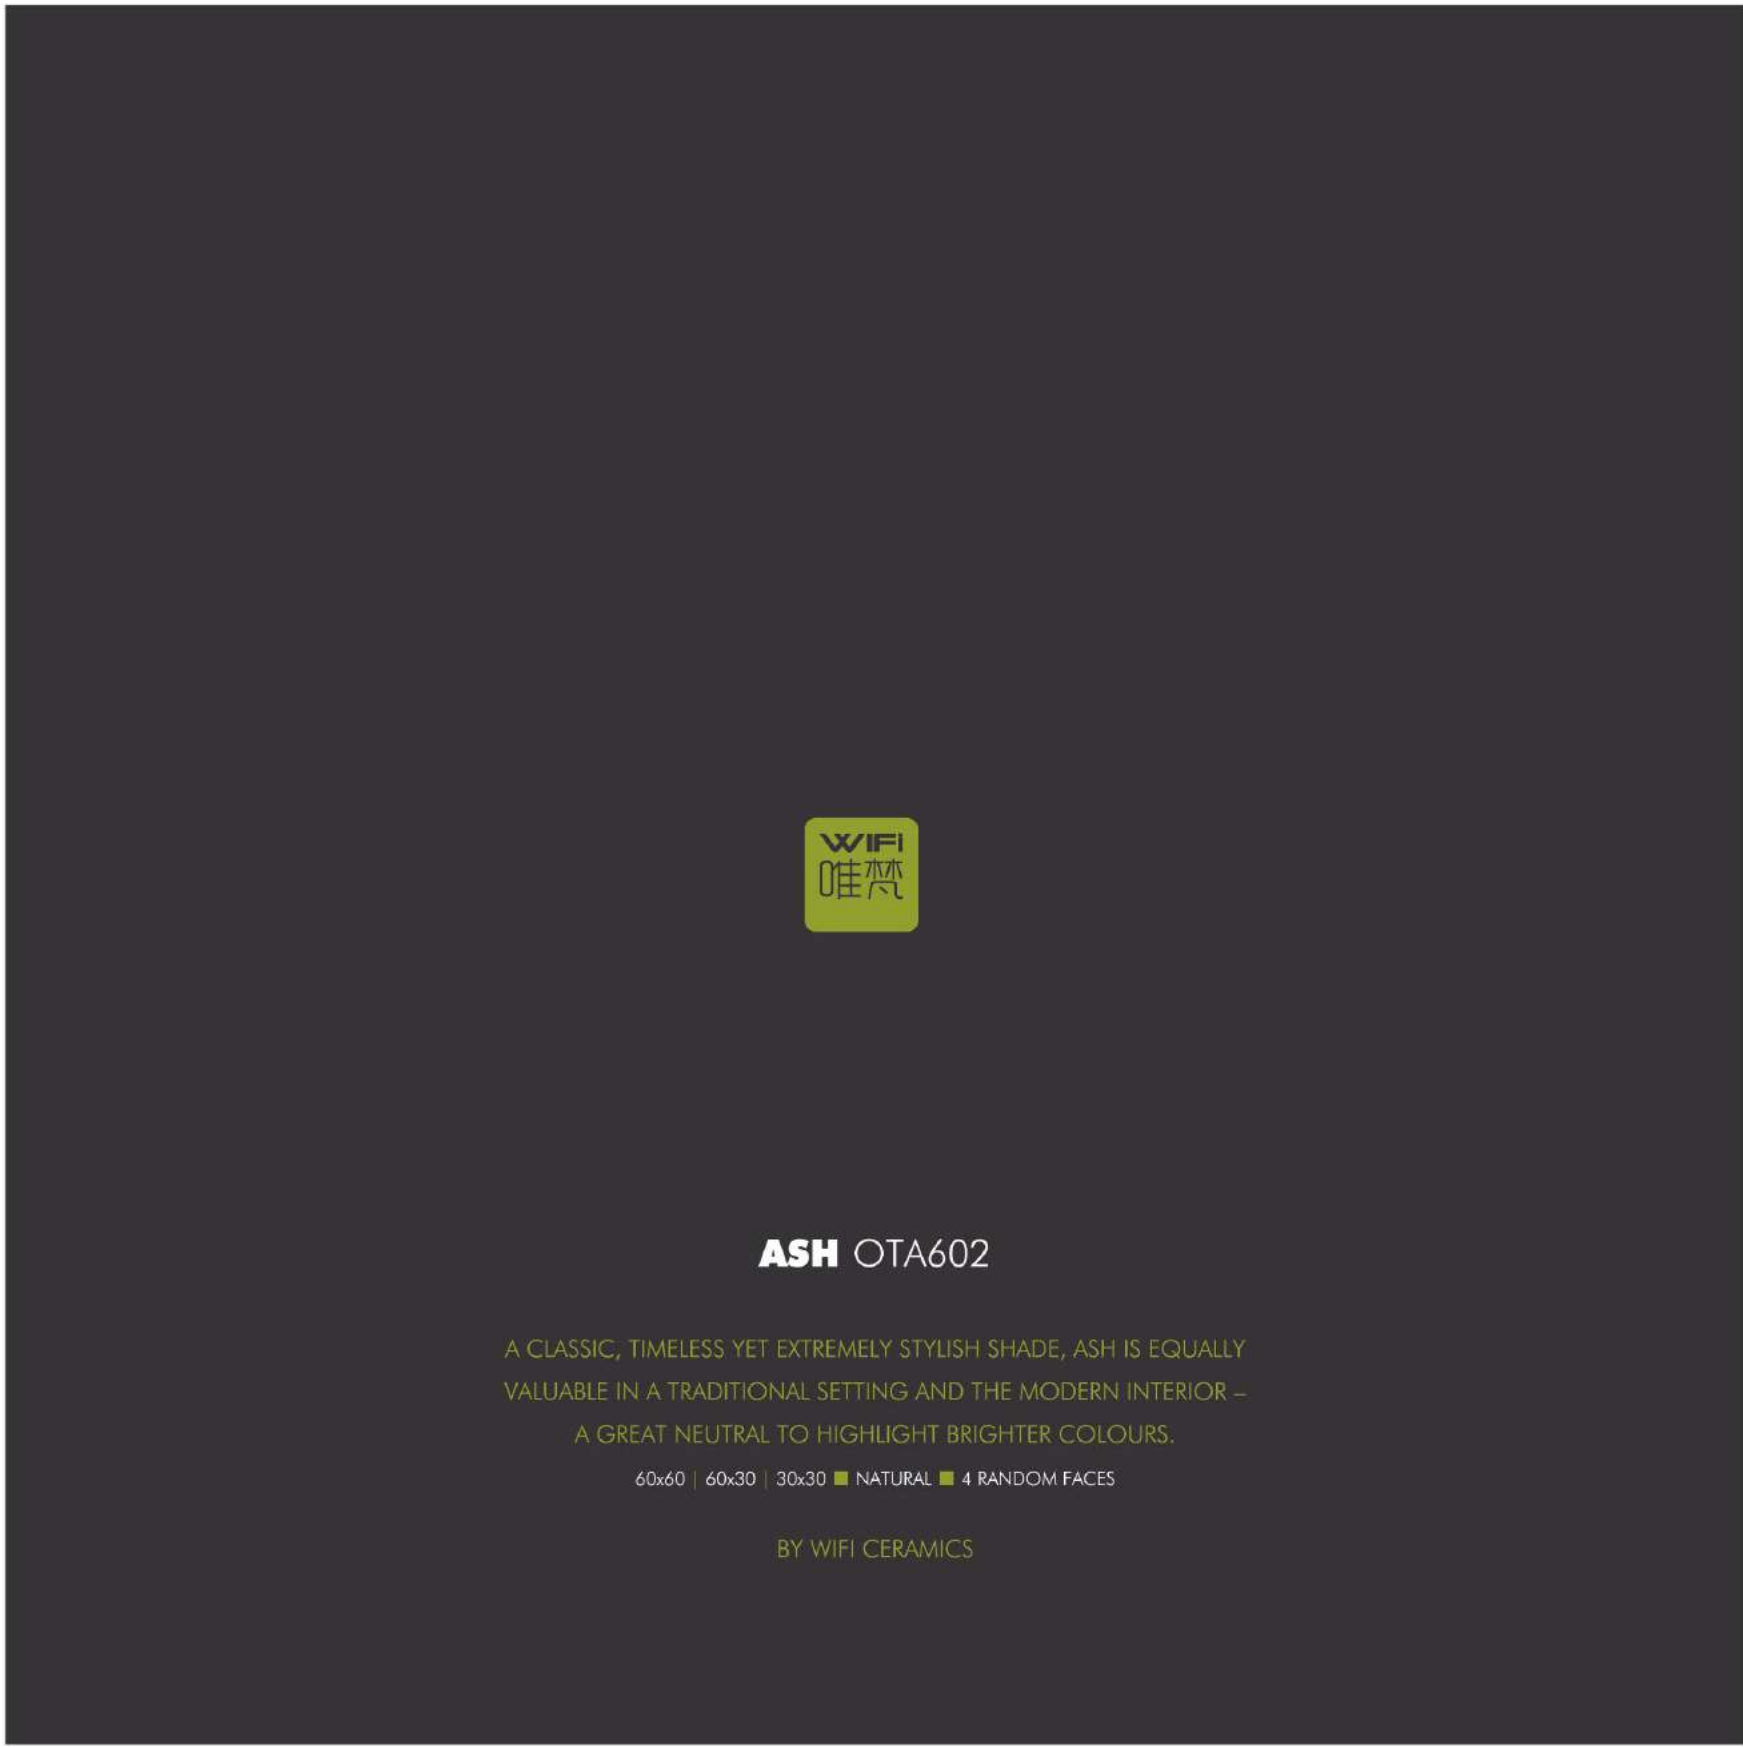 WIFi
唯梵
ASH OTA602
A CLASSIC, TIMELESS YET EXTREMELY STYLISH SHADE, ASH IS EQUALLY
VALUABLE IN A TRADITIONAL SETTING AND THE MODERN INTERIOR –
A GREAT NEUTRAL TO HIGHLIGHT BRIGHTER COLOURS.
60x60 | 60x30 | 30x30 ■ NATURAL ■ 4 RANDOM FACES
BY WIFI CERAMICS